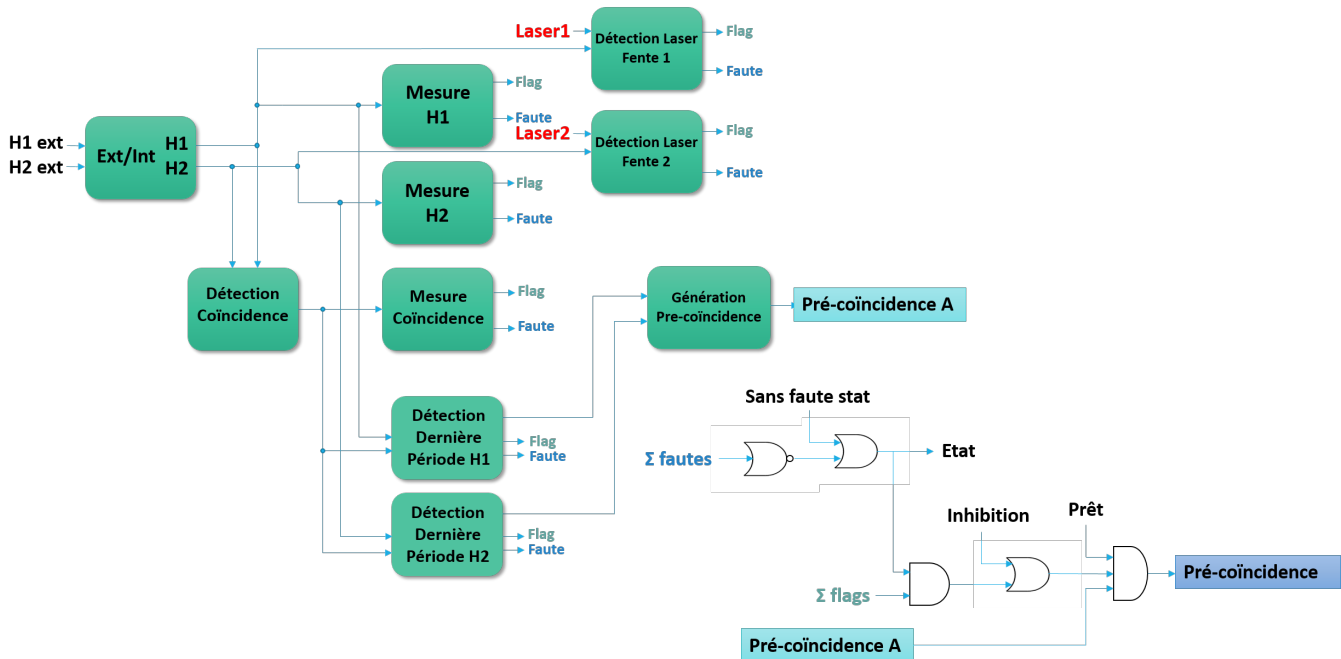 Laser1
Détection Laser
Fente 1
Flag
Faute
Mesure
H1
Flag
Faute
Laser2
Détection Laser
Fente 2
Flag
Faute
H1 ext
H2 ext
Ext/Int
H1
H2
Mesure
H2
Flag
Faute
Détection
Coïncidence
Mesure
Coïncidence
Flag
Faute
Génération
Pre-coïncidence
Pré-coïncidence A
Détection
Dernière
Période H1
Flag
Faute
Détection
Dernière
Période H2
Flag
Faute
Sans faute stat
Σ fautes
Etat
Inhibition
Prêt
Σ flags
Pré-coïncidence
Pré-coïncidence A